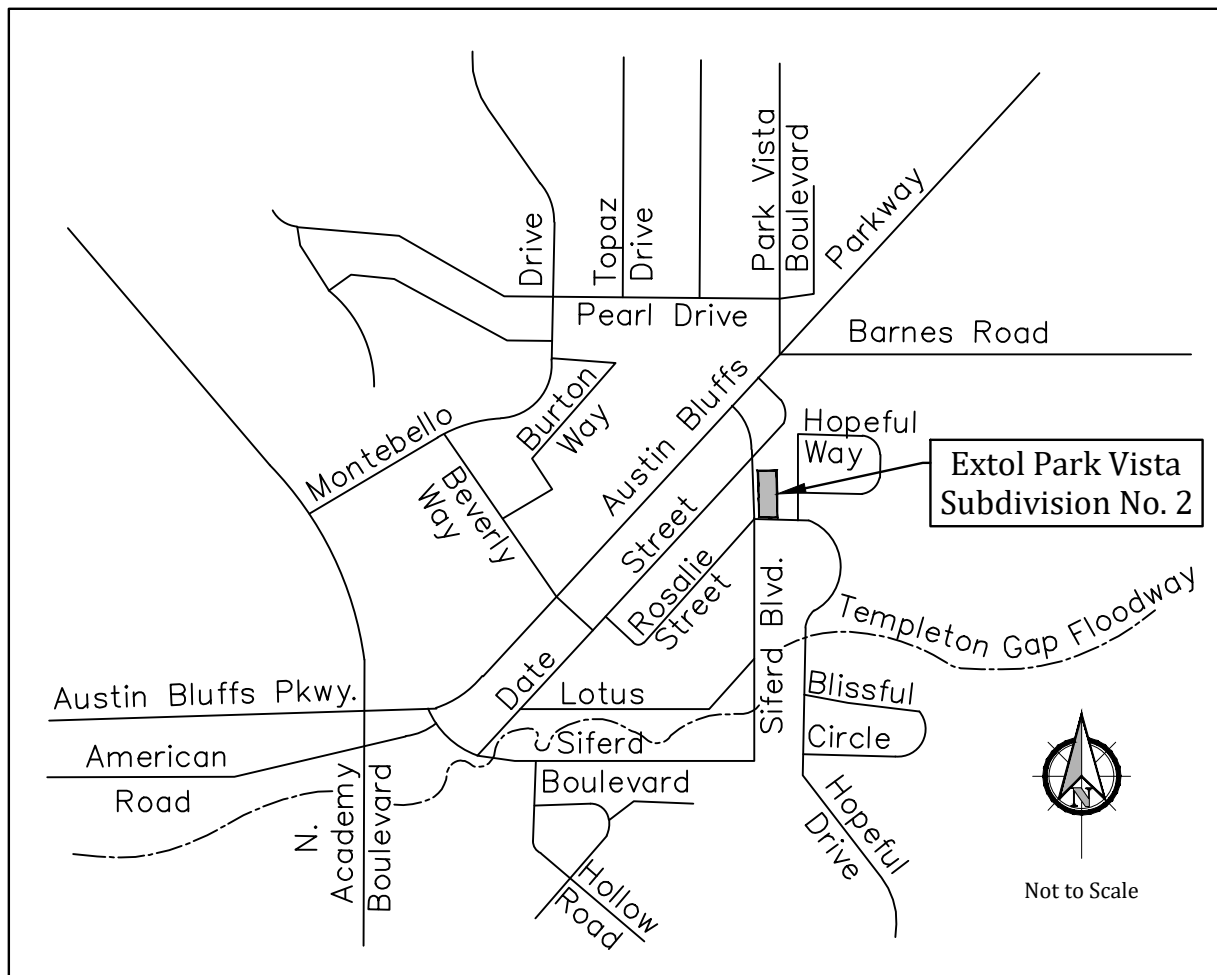 Drive
Topaz
Drive
Park Vista
Boulevard
Parkway
Pearl Drive
Barnes Road
Austin Bluffs
Burton
Way
Montebello
Hopeful
Way
Extol Park Vista
Subdivision No. 2
Beverly
Way
Street
Rosalie
Street
Siferd Blvd.
Templeton Gap Floodway
Date
Lotus
Austin Bluffs Pkwy.
American
Road
Siferd
Boulevard
Blissful
Circle
N.
Academy
Boulevard
Hollow
Road
Hopeful
Drive
N
Not to Scale